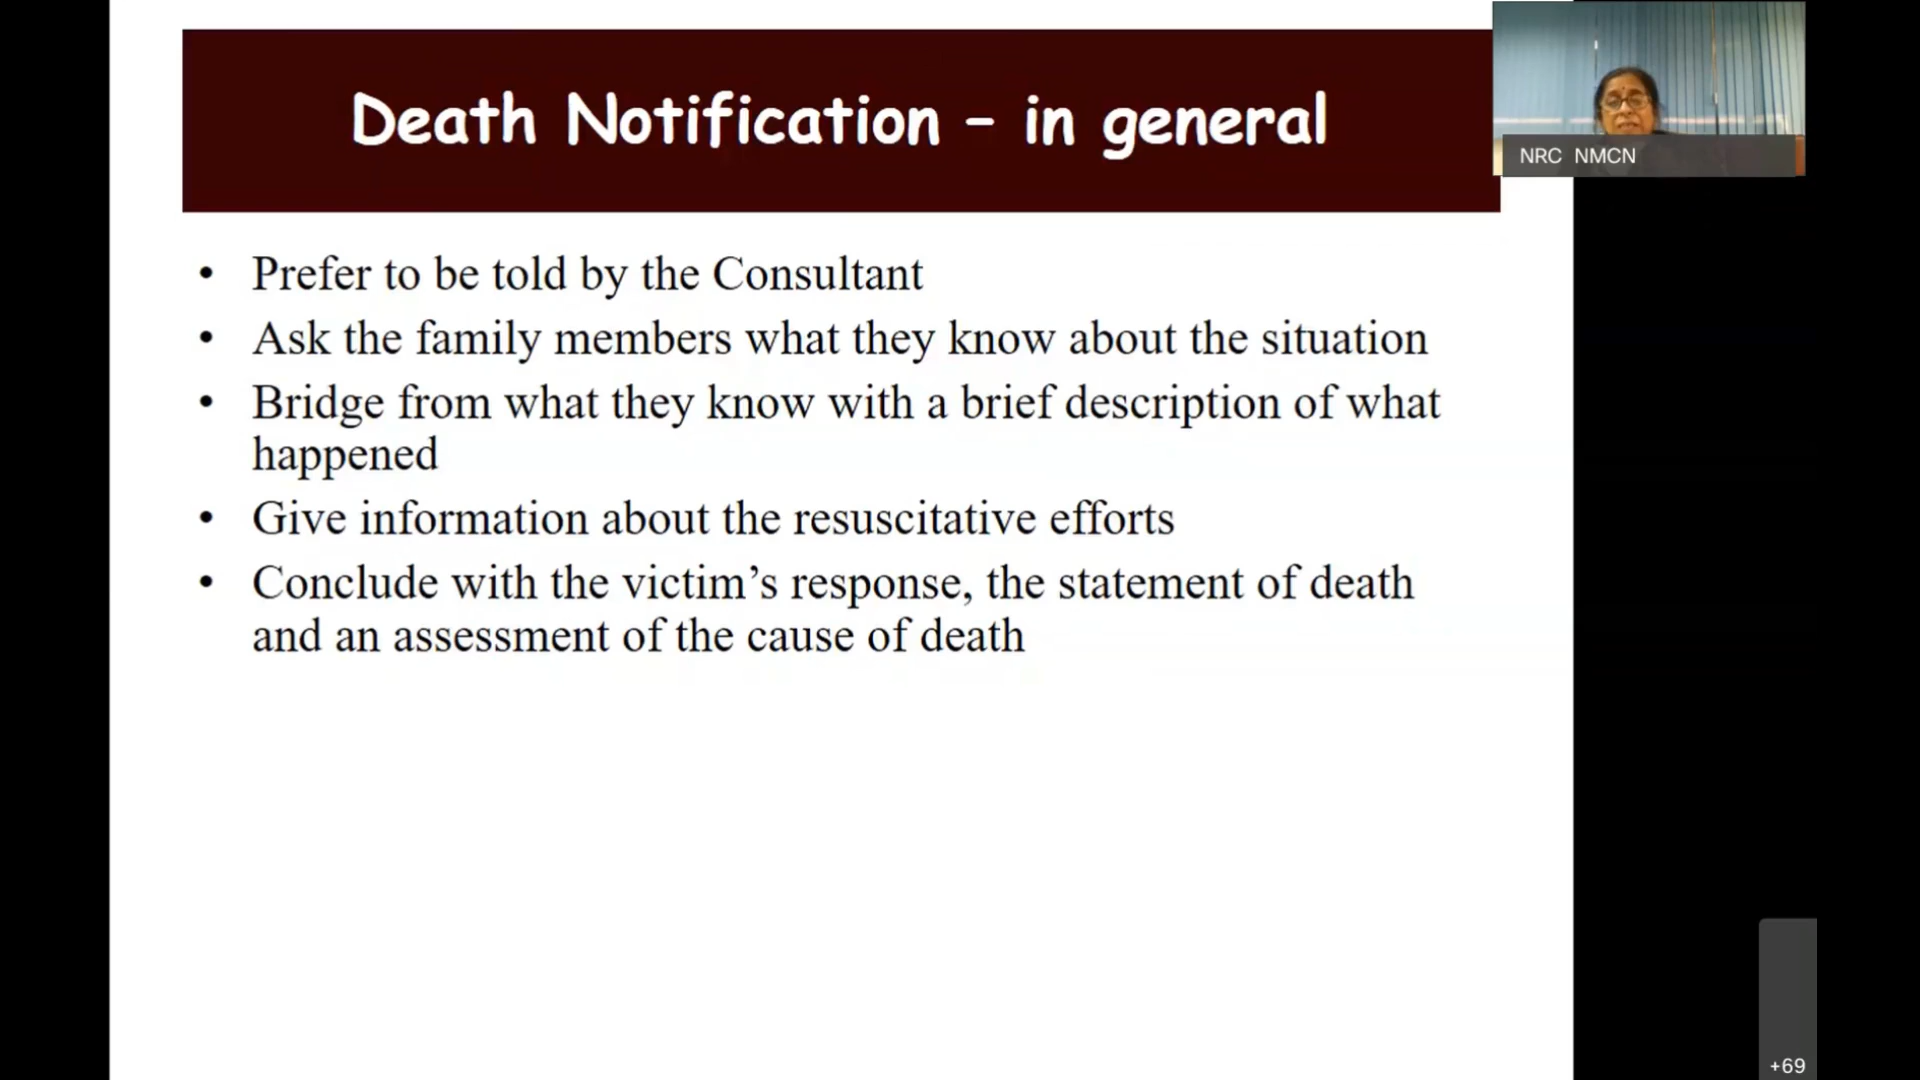 Death Notification – in general
NRC NMCN
• Prefer to be told by the Consultant
• Ask the family members what they know about the situation
• Bridge from what they know with a brief description of what
happened
• Give information about the resuscitative efforts
• Conclude with the victim’s response, the statement of death
and an assessment of the cause of death
+69